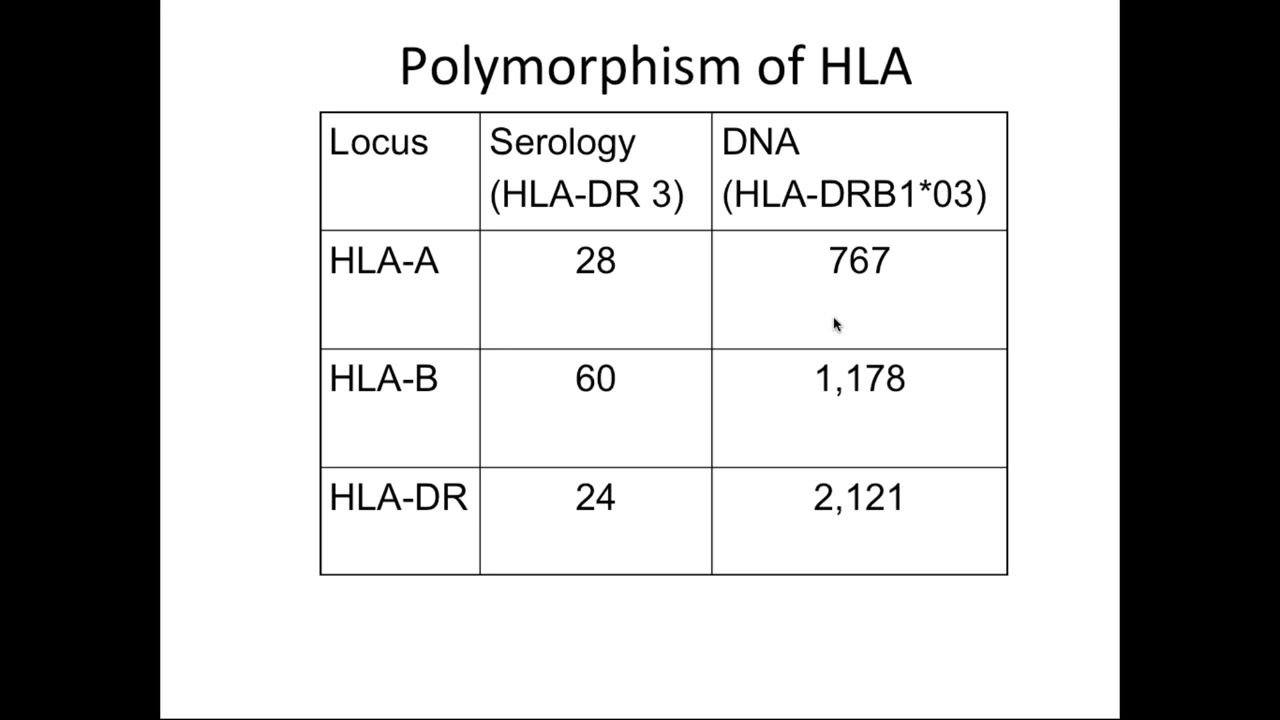 Polymorphism of HLA
Locus Serology DNA
(HLA-DR 3) (HLA-DRB1*03)
HLA-A 28 767
HLA-B 60 1,178
HLA-DR 24 2,121